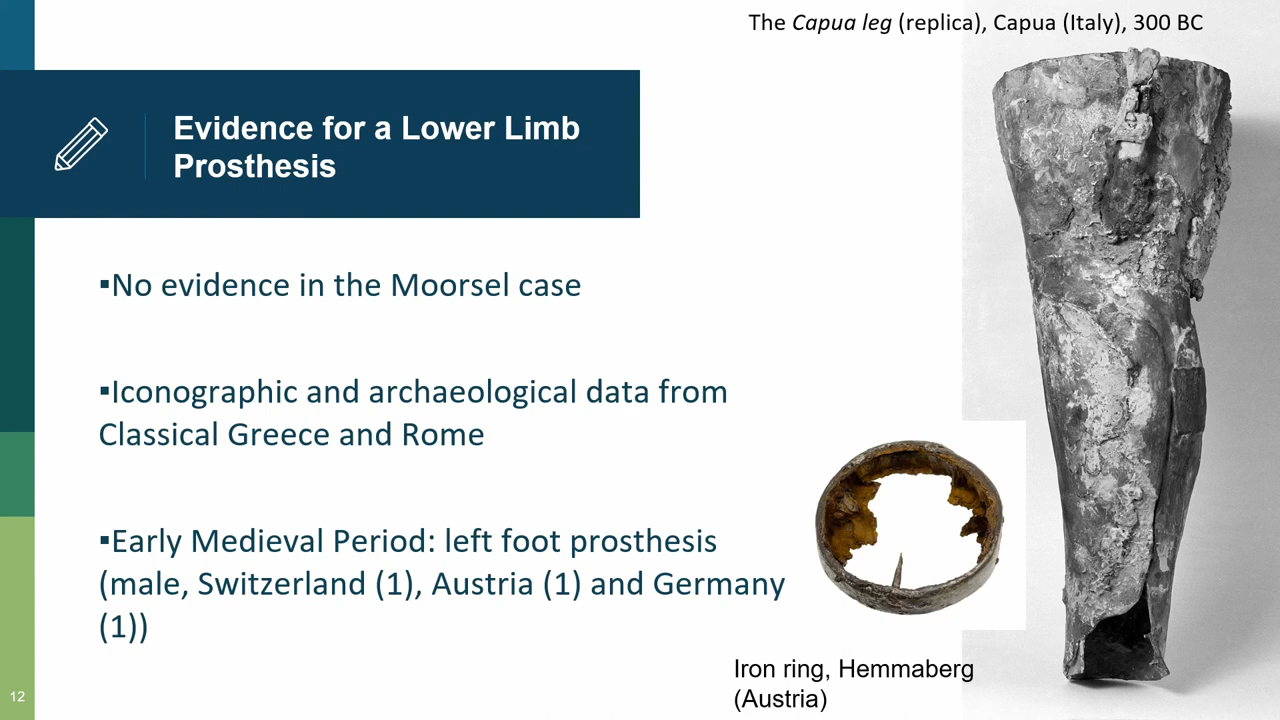 The Capua leg (replica), Capua (Italy), 300 BC
Evidence for a Lower Limb
Prosthesis
▪No evidence in the Moorsel case
▪Iconographic and archaeological data from
Classical Greece and Rome
▪Early Medieval Period: left foot prosthesis
(male, Switzerland (1), Austria (1) and Germany
(1))
Iron ring, Hemmaberg
(Austria)
12